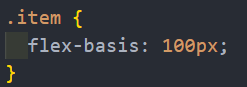 .item {
  flex-basis: 100px;
}